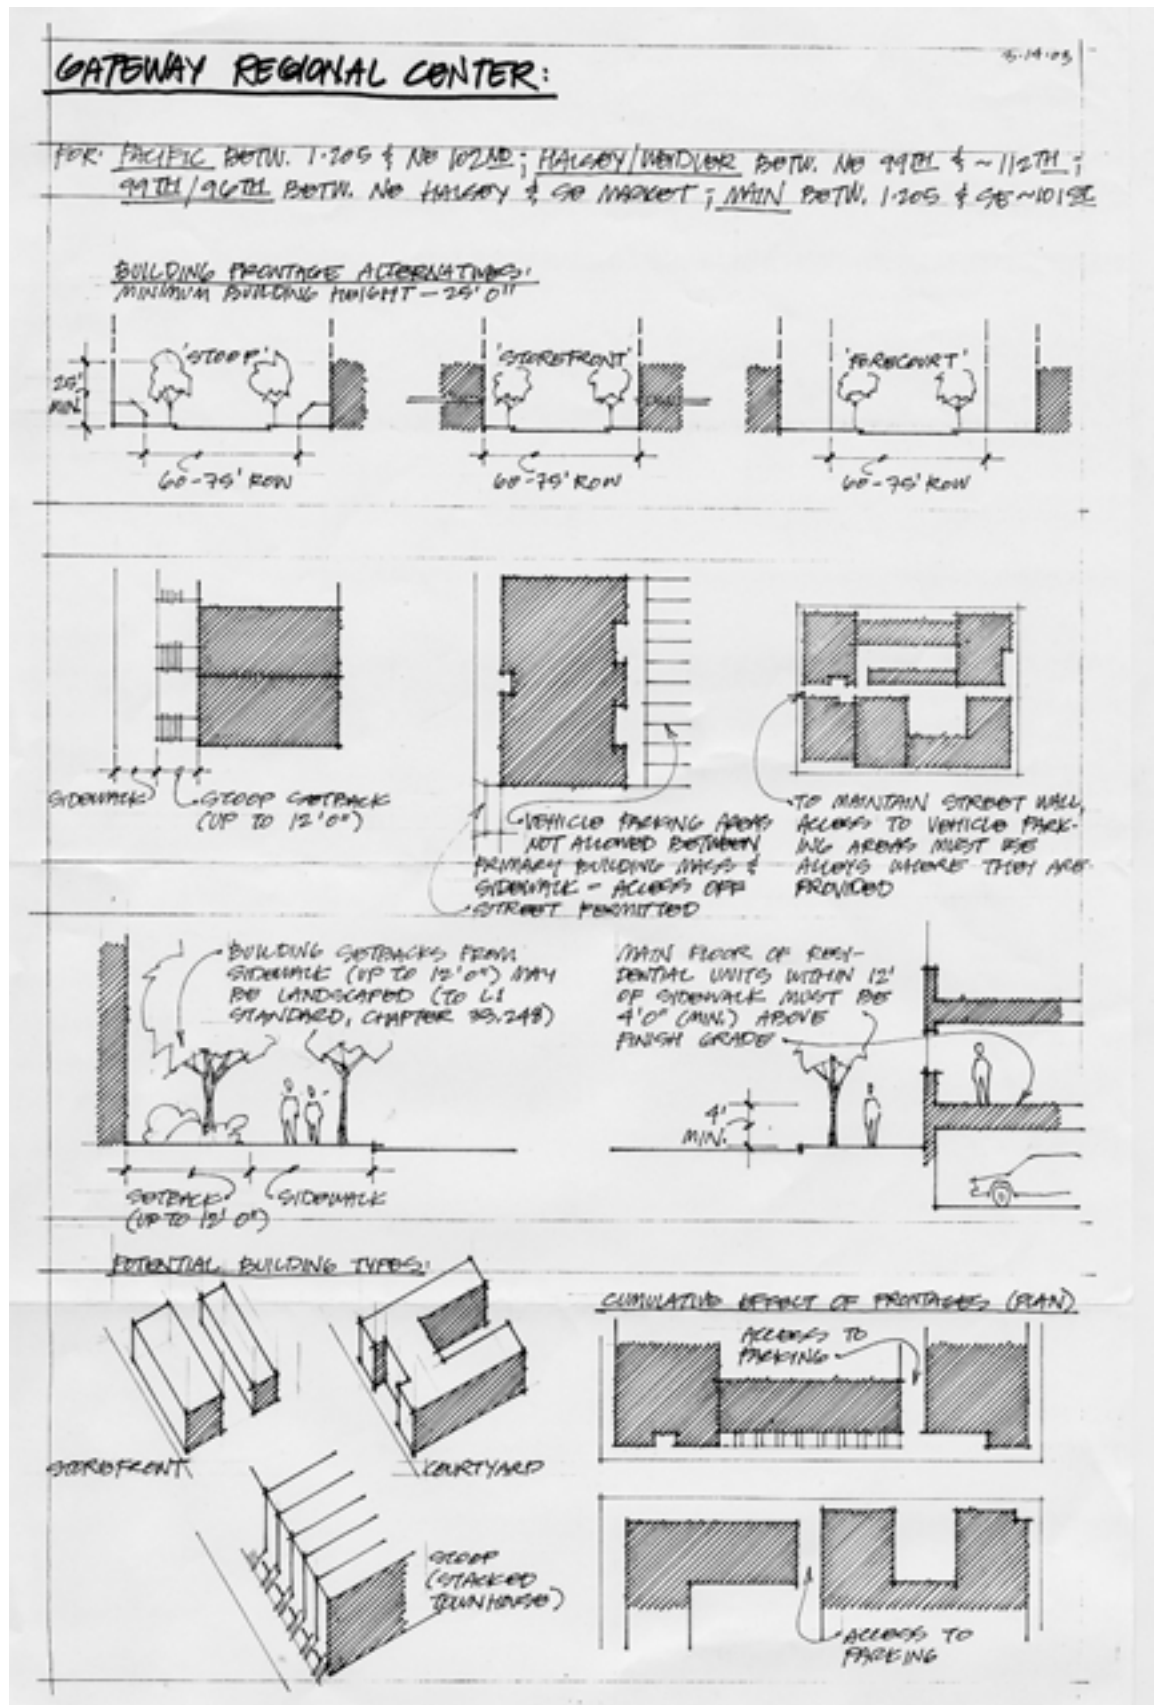 GATEWAY REGIONAL CENTER:
5·14·03
FOR: PACIFIC BETW. I·205 & NE 102ND; HALSEY/WEIDLER BETW. NE 99TH & ~112TH;
99TH/96TH BETW. NE HALSEY & SE MARKET; MAIN BETW. I·205 & SE ~101ST
BUILDING FRONTAGE ALTERNATIVES:
MINIMUM BUILDING HEIGHT – 25'0"
'STOOP'
'STOREFRONT'
'FORECOURT'
25'
MIN.
60-75' ROW
60-75' ROW
60-75' ROW
SIDEWALK
STOOP SETBACK
(UP TO 12'0")
VEHICLE PARKING AREAS
NOT ALLOWED BETWEEN
PRIMARY BUILDING MASS &
SIDEWALK – ACCESS OFF
STREET PERMITTED
TO MAINTAIN STREET WALL,
ACCESS TO VEHICLE PARK-
ING AREAS MUST USE
ALLEYS WHERE THEY ARE
PROVIDED
BUILDING SETBACKS FROM
SIDEWALK (UP TO 12'0") MAY
BE LANDSCAPED (TO L1
STANDARD, CHAPTER 33.248)
SETBACK
(UP TO 12'0")
SIDEWALK
MAIN FLOOR OF RESI-
DENTIAL UNITS WITHIN 12'
OF SIDEWALK MUST BE
4'0" (MIN.) ABOVE
FINISH GRADE
4'
MIN.
POTENTIAL BUILDING TYPES:
STOREFRONT
COURTYARD
STOOP
(STACKED
TOWNHOUSE)
CUMULATIVE EFFECT OF FRONTAGES (PLAN)
ACCESS TO
PARKING
ACCESS TO
PARKING